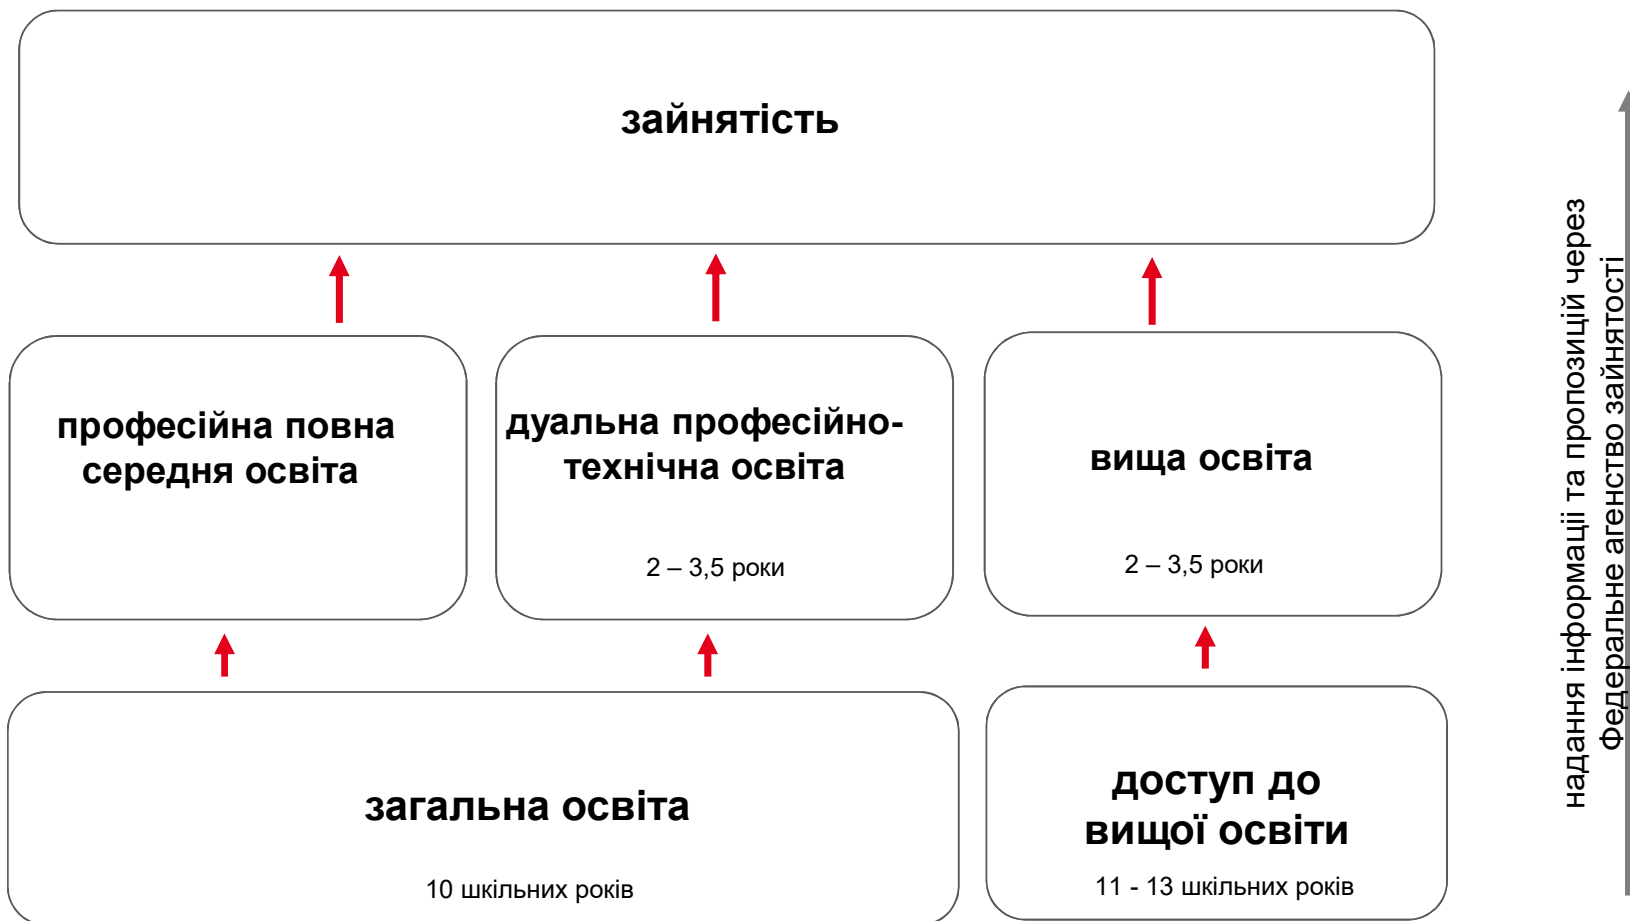 зайнятість
професійна повна
середня освіта
дуальна професійно-
технічна освіта
2 – 3,5 роки
вища освіта
2 – 3,5 роки
загальна освіта
10 шкільних років
доступ до
вищої освіти
11 - 13 шкільних років
надання інформації та пропозицій через
Федеральне агенство зайнятості